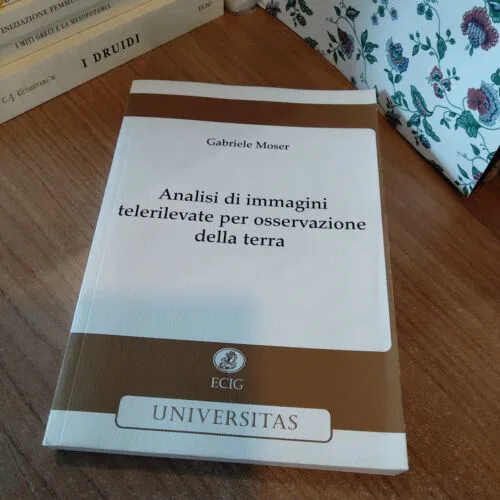 INIZIAZIONE FEMMI
I MITI GRECI E LA MESOPOTAMIA
ECIG
I DRUIDI
Gabriele Moser
Analisi di immagini
telerilevate per osservazione
della terra
ECIG
UNIVERSITAS